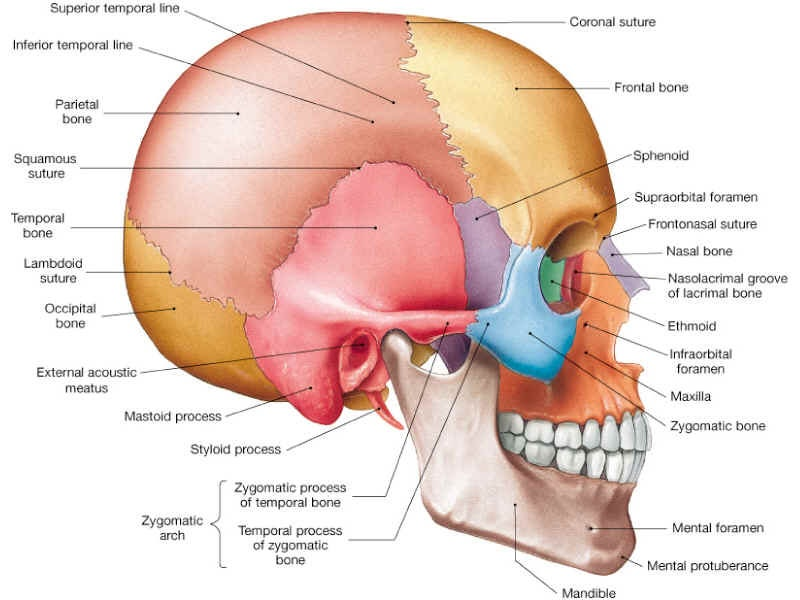 Superior temporal line
Inferior temporal line
Parietal
bone
Squamous
suture
Temporal
bone
Lambdoid
suture
Occipital
bone
External acoustic
meatus
Mastoid process
Styloid process
Zygomatic
arch
Zygomatic process
of temporal bone
Temporal process
of zygomatic
bone
Coronal suture
Frontal bone
Sphenoid
Supraorbital foramen
Frontonasal suture
Nasal bone
Nasolacrimal groove
of lacrimal bone
Ethmoid
Infraorbital
foramen
Maxilla
Zygomatic bone
Mental foramen
Mental protuberance
Mandible